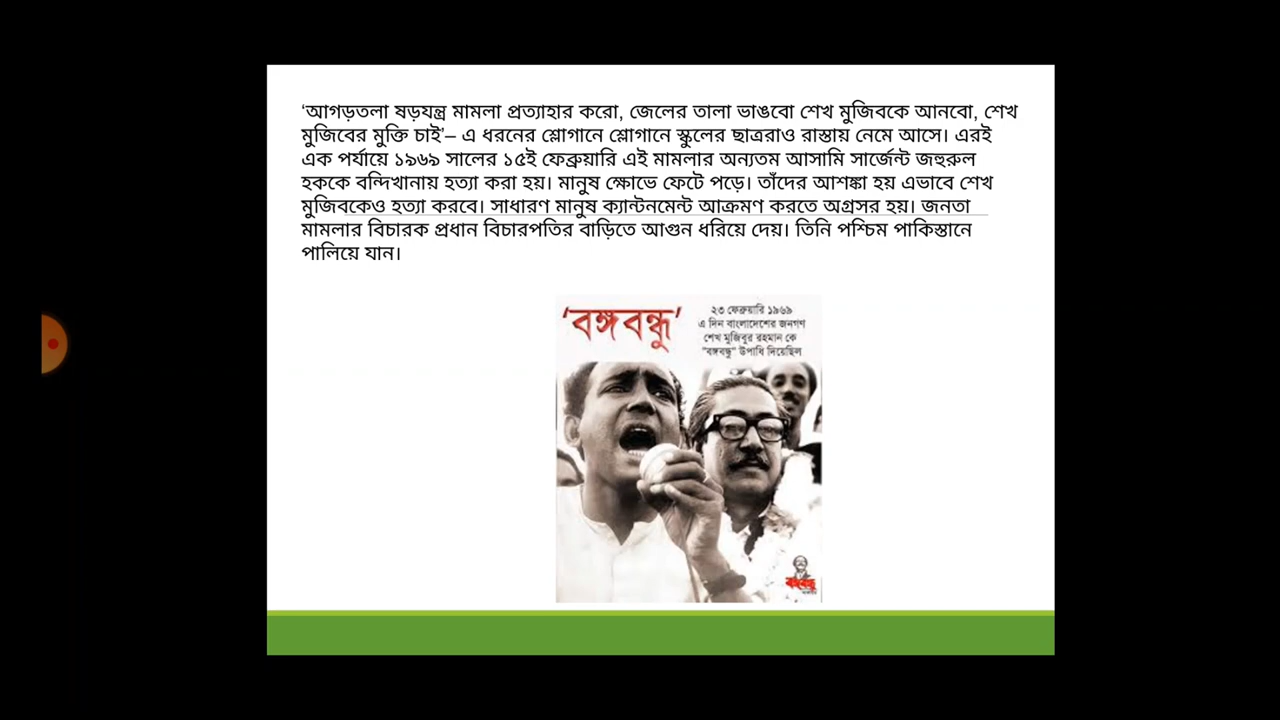 ‘আগড়তলা ষড়যন্ত্র মামলা প্রত্যাহার করো, জেলের তালা ভাঙবো শেখ মুজিবকে আনবো, শেখ
মুজিবের মুক্তি চাই’– এ ধরনের শ্লোগানে শ্লোগানে স্কুলের ছাত্ররাও রাস্তায় নেমে আসে। এরই
এক পর্যায়ে ১৯৬৯ সালের ১৫ই ফেব্রুয়ারি এই মামলার অন্যতম আসামি সার্জেন্ট জহুরুল
হককে বন্দিখানায় হত্যা করা হয়। মানুষ ক্ষোভে ফেটে পড়ে। তাঁদের আশঙ্কা হয় এভাবে শেখ
মুজিবকেও হত্যা করবে। সাধারণ মানুষ ক্যান্টনমেন্ট আক্রমণ করতে অগ্রসর হয়। জনতা
মামলার বিচারক প্রধান বিচারপতির বাড়িতে আগুন ধরিয়ে দেয়। তিনি পশ্চিম পাকিস্তানে
পালিয়ে যান।
‘বঙ্গবন্ধু’
২৩ ফেব্রুয়ারি ১৯৬৯
এ দিন বাংলাদেশের জনগণ
শেখ মুজিবুর রহমান কে
"বঙ্গবন্ধু" উপাধি দিয়েছিল